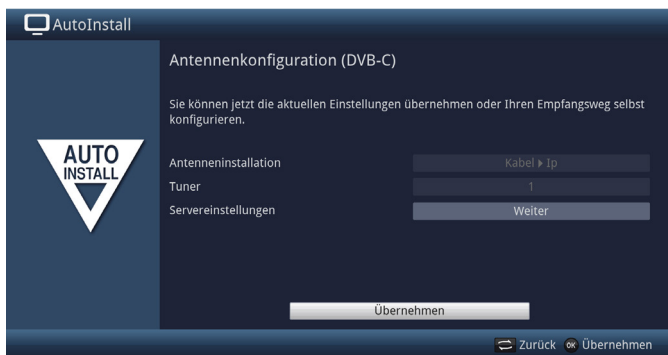 AutoInstall
Antennenkonfiguration (DVB-C)
Sie können jetzt die aktuellen Einstellungen übernehmen oder Ihren Empfangsweg selbst
konfigurieren.
AUTO
INSTALL
Antenneninstallation Kabel ▸ Ip
Tuner 1
Servereinstellungen Weiter
Übernehmen
Zurück OK Übernehmen